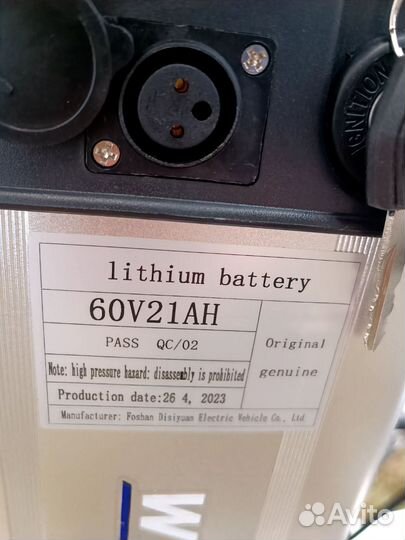 IGNITION
lithium battery
60V21AH
PASS QC/02
Original
genuine
Note: high pressure hazard: disassembly is prohibited
Production date:26 4, 2023
Manufacturer: Foshan Disiyuan Electric Vehicle Co., Ltd
W
Avito